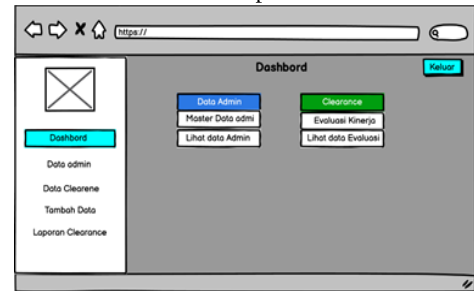 https://
Dashbord
Keluar
Data Admin
Clearance
Master Data admi
Evaluasi Kinerja
Lihat data Admin
Lihat data Evaluasi
Dashbord
Data admin
Data Clearene
Tambah Data
Laporan Clearance